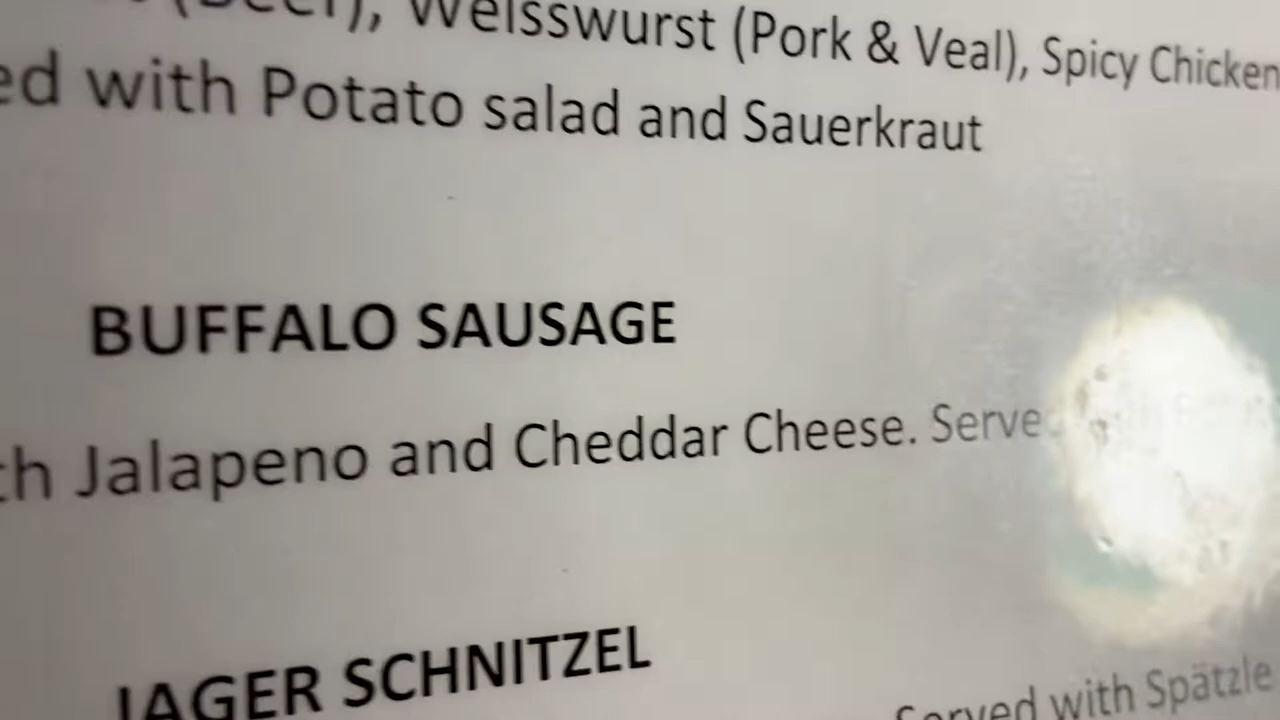 (Beef), Weisswurst (Pork & Veal), Spicy Chicken
ed with Potato salad and Sauerkraut
BUFFALO SAUSAGE
th Jalapeno and Cheddar Cheese. Served
JAGER SCHNITZEL
Served with Spätzle